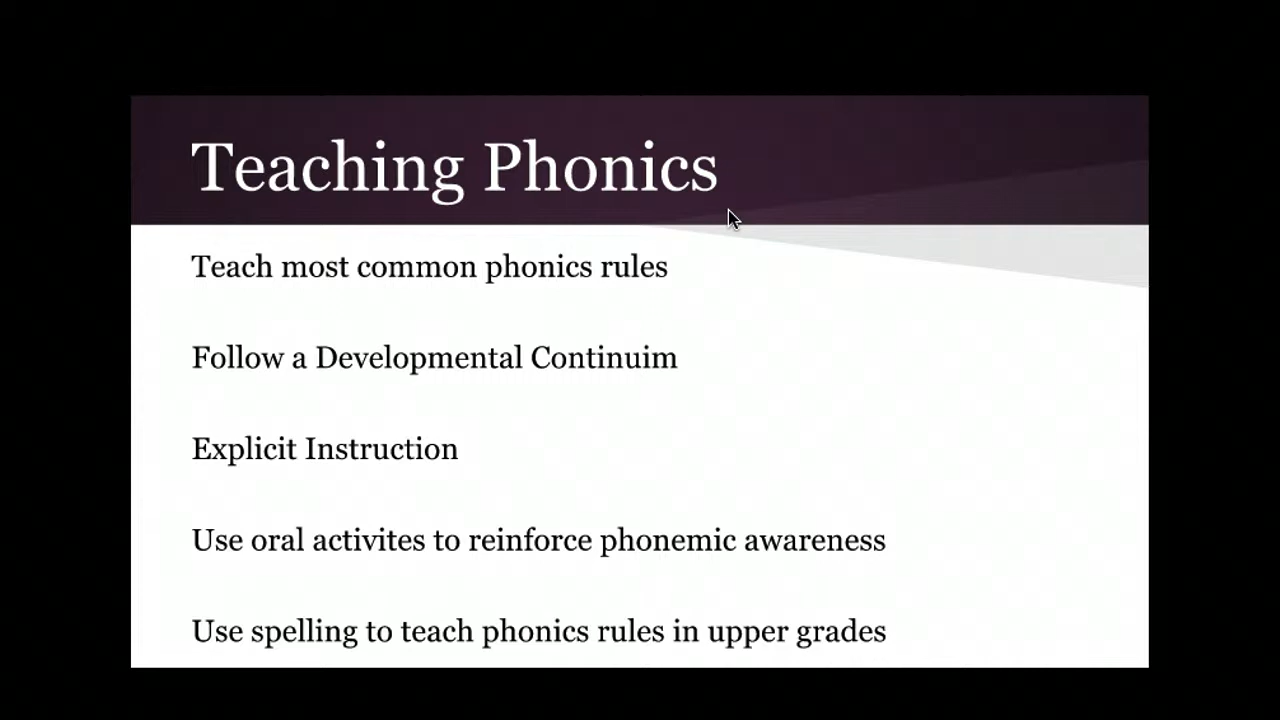 Teaching Phonics
Teach most common phonics rules
Follow a Developmental Continuim
Explicit Instruction
Use oral activites to reinforce phonemic awareness
Use spelling to teach phonics rules in upper grades